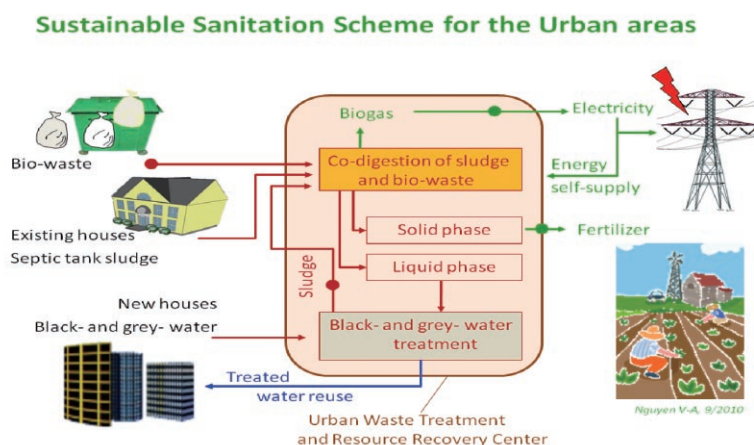 Sustainable Sanitation Scheme for the Urban areas
Biogas
Electricity
Bio-waste
Co-digestion of sludge
and bio-waste
Energy
self-supply
Existing houses
Septic tank sludge
Solid phase
Fertilizer
Liquid phase
Sludge
New houses
Black- and grey- water
Black- and grey- water
treatment
Treated
water reuse
Urban Waste Treatment
and Resource Recovery Center
Nguyen V-A, 9/2010